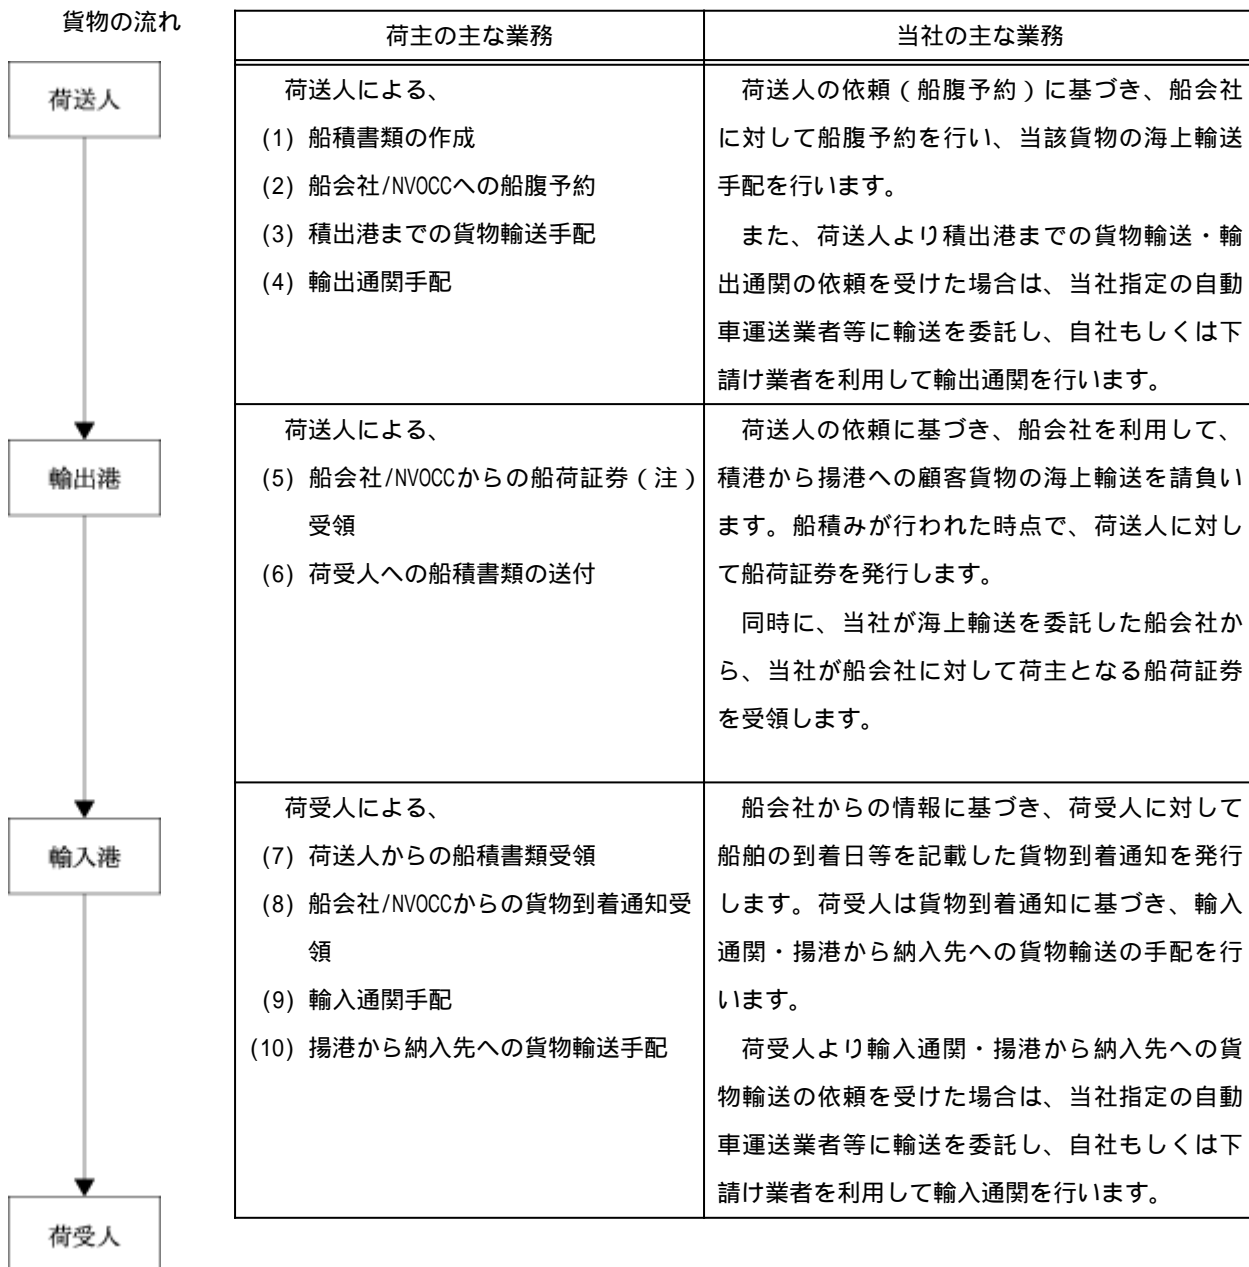 貨物の流れ
荷送人
輸出港
輸入港
荷受人
荷主の主な業務
当社の主な業務
荷送人による、
(1) 船積書類の作成
(2) 船会社/NVOCCへの船腹予約
(3) 積出港までの貨物輸送手配
(4) 輸出通関手配
荷送人の依頼(船腹予約)に基づき、船会社
に対して船腹予約を行い、当該貨物の海上輸送
手配を行います。
また、荷送人より積出港までの貨物輸送・輸
出通関の依頼を受けた場合は、当社指定の自動
車運送業者等に輸送を委託し、自社もしくは下
請け業者を利用して輸出通関を行います。
荷送人による、
(5) 船会社/NVOCCからの船荷証券(注)
受領
(6) 荷受人への船積書類の送付
荷送人の依頼に基づき、船会社を利用して、
積港から揚港への顧客貨物の海上輸送を請負い
ます。船積みが行われた時点で、荷送人に対し
て船荷証券を発行します。
同時に、当社が海上輸送を委託した船会社か
ら、当社が船会社に対して荷主となる船荷証券
を受領します。
荷受人による、
(7) 荷送人からの船積書類受領
(8) 船会社/NVOCCからの貨物到着通知受
領
(9) 輸入通関手配
(10) 揚港から納入先への貨物輸送手配
船会社からの情報に基づき、荷受人に対して
船舶の到着日等を記載した貨物到着通知を発行
します。荷受人は貨物到着通知に基づき、輸入
通関・揚港から納入先への貨物輸送の手配を行
います。
荷受人より輸入通関・揚港から納入先への貨
物輸送の依頼を受けた場合は、当社指定の自動
車運送業者等に輸送を委託し、自社もしくは下
請け業者を利用して輸入通関を行います。